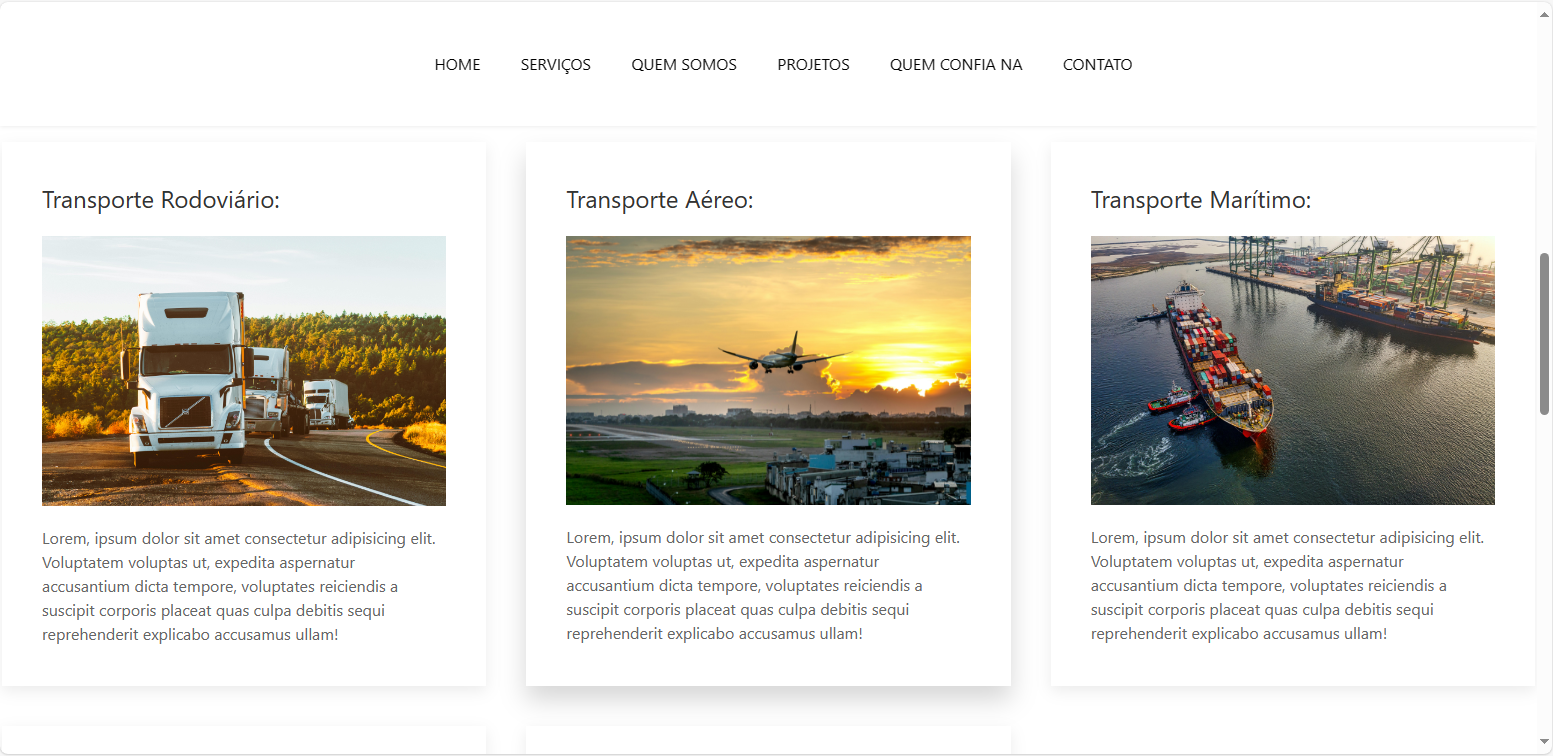 HOME SERVIÇOS QUEM SOMOS PROJETOS QUEM CONFIA NA CONTATO
Transporte Rodoviário:
Lorem, ipsum dolor sit amet consectetur adipisicing elit.
Voluptatem voluptas ut, expedita aspernatur
accusantium dicta tempore, voluptates reiciendis a
suscipit corporis placeat quas culpa debitis sequi
reprehenderit explicabo accusamus ullam!
Transporte Aéreo:
Lorem, ipsum dolor sit amet consectetur adipisicing elit.
Voluptatem voluptas ut, expedita aspernatur
accusantium dicta tempore, voluptates reiciendis a
suscipit corporis placeat quas culpa debitis sequi
reprehenderit explicabo accusamus ullam!
Transporte Marítimo:
Lorem, ipsum dolor sit amet consectetur adipisicing elit.
Voluptatem voluptas ut, expedita aspernatur
accusantium dicta tempore, voluptates reiciendis a
suscipit corporis placeat quas culpa debitis sequi
reprehenderit explicabo accusamus ullam!